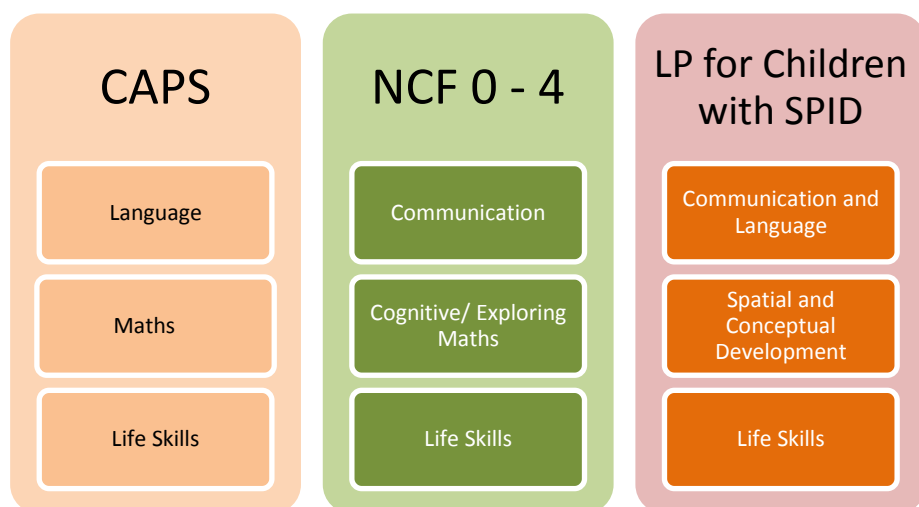 CAPS
Language
Maths
Life Skills
NCF 0 - 4
Communication
Cognitive/ Exploring
Maths
Life Skills
LP for Children
with SPID
Communication and
Language
Spatial and
Conceptual
Development
Life Skills